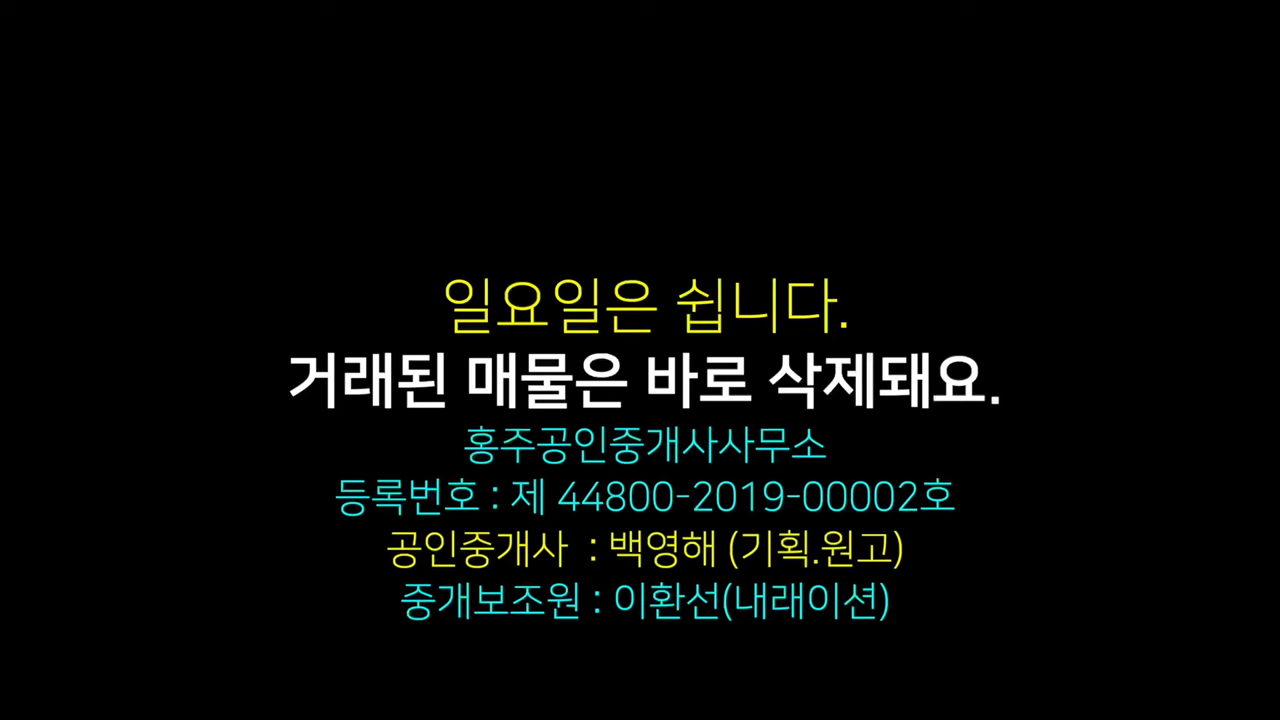 일요일은 쉽니다.
거래된 매물은 바로 삭제돼요.
홍주공인중개사사무소
등록번호 : 제 44800-2019-00002호
공인중개사 : 백영해 (기획.원고)
중개보조원 : 이환선(내래이션)